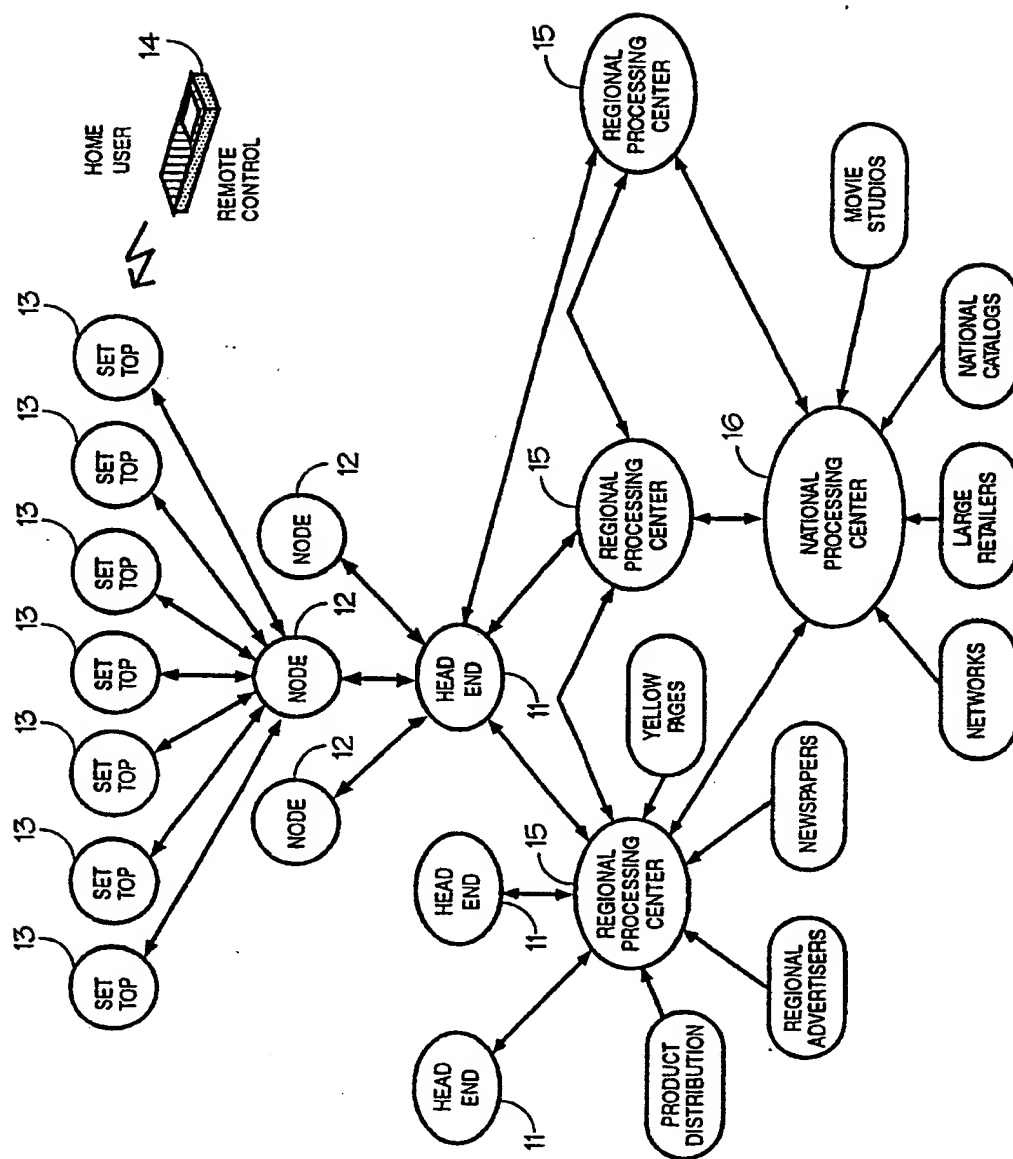 13
13
13
13
13
13
13
SET
TOP
SET
TOP
SET
TOP
SET
TOP
SET
TOP
SET
TOP
SET
TOP
HOME
USER
14
REMOTE
CONTROL
12
NODE
12
NODE
12
NODE
HEAD
END
11
HEAD
END
11
HEAD
END
11
15
REGIONAL
PROCESSING
CENTER
15
REGIONAL
PROCESSING
CENTER
15
REGIONAL
PROCESSING
CENTER
YELLOW
PAGES
PRODUCT
DISTRIBUTION
REGIONAL
ADVERTISERS
NEWSPAPERS
16
NATIONAL
PROCESSING
CENTER
NETWORKS
LARGE
RETAILERS
NATIONAL
CATALOGS
MOVIE
STUDIOS